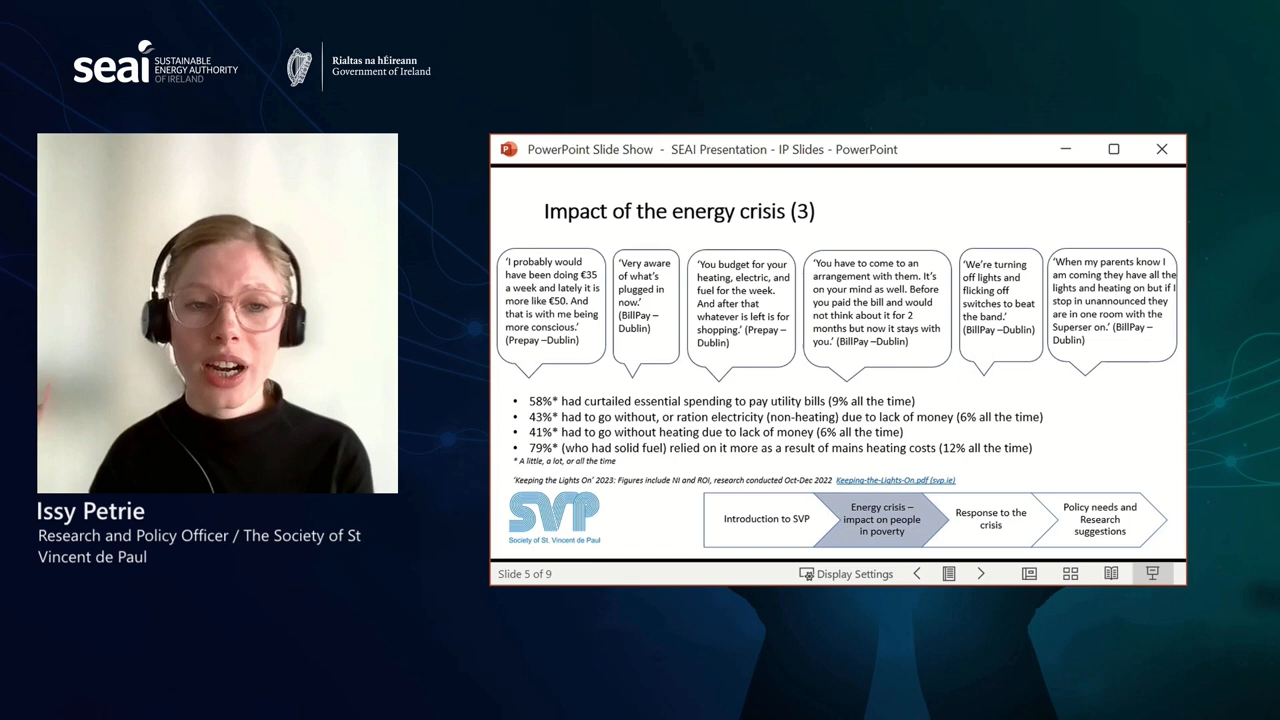 seai
SUSTAINABLE
ENERGY AUTHORITY
OF IRELAND
Rialtas na hÉireann
Government of Ireland
PowerPoint Slide Show - SEAI Presentation - IP Slides - PowerPoint
Impact of the energy crisis (3)
‘I probably would
have been doing €35
a week and lately it is
more like €50. And
that is with me being
more conscious.’
(Prepay –Dublin)
‘Very aware
of what’s
plugged in
now.’
(BillPay –
Dublin)
‘You budget for your
heating, electric, and
fuel for the week.
And after that
whatever is left is for
shopping.’ (Prepay –
Dublin)
‘You have to come to an
arrangement with them. It’s
on your mind as well. Before
you paid the bill and would
not think about it for 2
months but now it stays with
you.’ (BillPay –Dublin)
‘We’re turning
off lights and
flicking off
switches to beat
the band.’
(BillPay –Dublin)
‘When my parents know I
am coming they have all the
lights and heating on but if I
stop in unannounced they
are in one room with the
Superser on.’ (BillPay –
Dublin)
• 58%* had curtailed essential spending to pay utility bills (9% all the time)
• 43%* had to go without, or ration electricity (non-heating) due to lack of money (6% all the time)
• 41%* had to go without heating due to lack of money (6% all the time)
• 79%* (who had solid fuel) relied on it more as a result of mains heating costs (12% all the time)
* A little, a lot, or all the time
‘Keeping the Lights On’ 2023: Figures include NI and ROI, research conducted Oct-Dec 2022 Keeping-the-Lights-On.pdf (svp.ie)
SVP
Society of St. Vincent de Paul
Introduction to SVP
Energy crisis –
impact on people
in poverty
Response to the
crisis
Policy needs and
Research
suggestions
Slide 5 of 9
Display Settings
Issy Petrie
Research and Policy Officer / The Society of St
Vincent de Paul